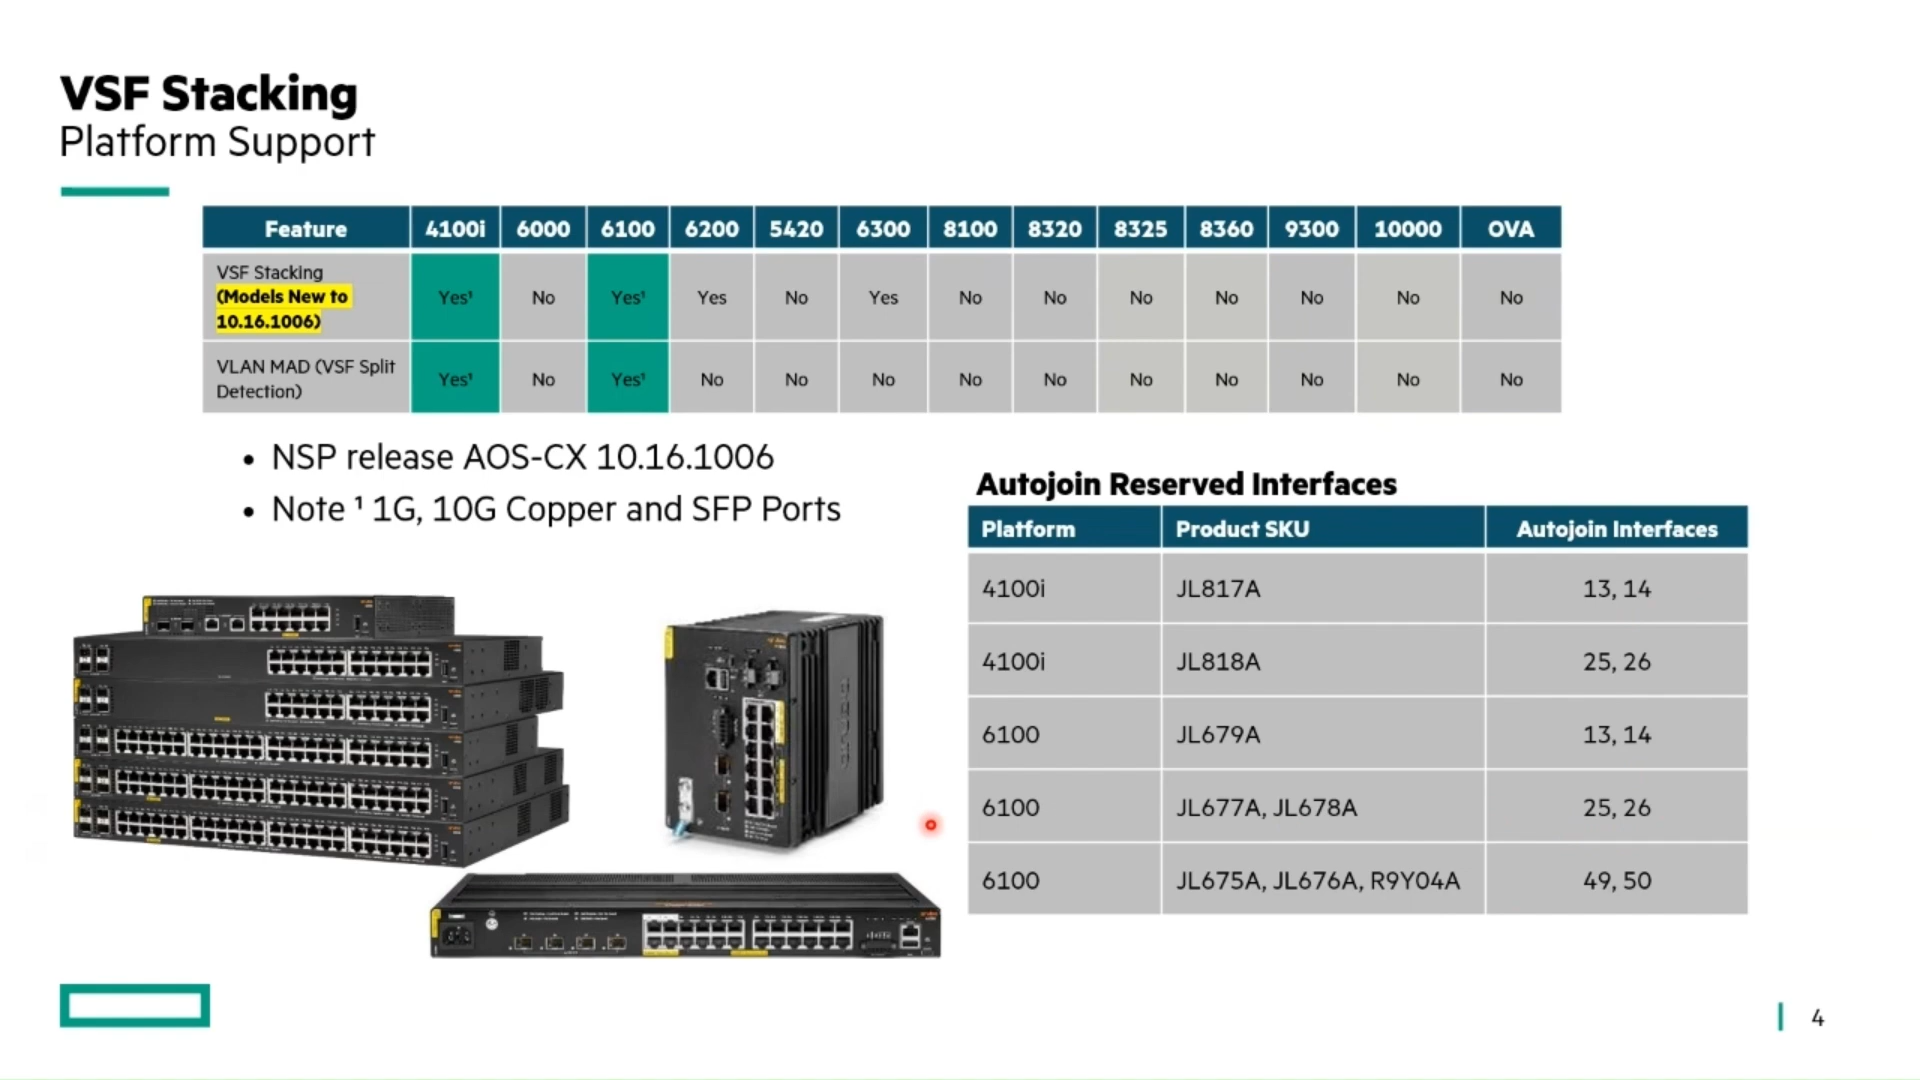 VSF Stacking
Platform Support
Feature 4100i 6000 6100 6200 5420 6300 8100 8320 8325 8360 9300 10000 OVA
VSF Stacking
(Models New to
10.16.1006)
Yes¹ No Yes¹ Yes No Yes No No No No No No No
VLAN MAD (VSF Split
Detection)
Yes¹ No Yes¹ No No No No No No No No No No
• NSP release AOS-CX 10.16.1006
• Note ¹ 1G, 10G Copper and SFP Ports
Autojoin Reserved Interfaces
Platform Product SKU Autojoin Interfaces
4100i JL817A 13, 14
4100i JL818A 25, 26
6100 JL679A 13, 14
6100 JL677A, JL678A 25, 26
6100 JL675A, JL676A, R9Y04A 49, 50
aruba
4